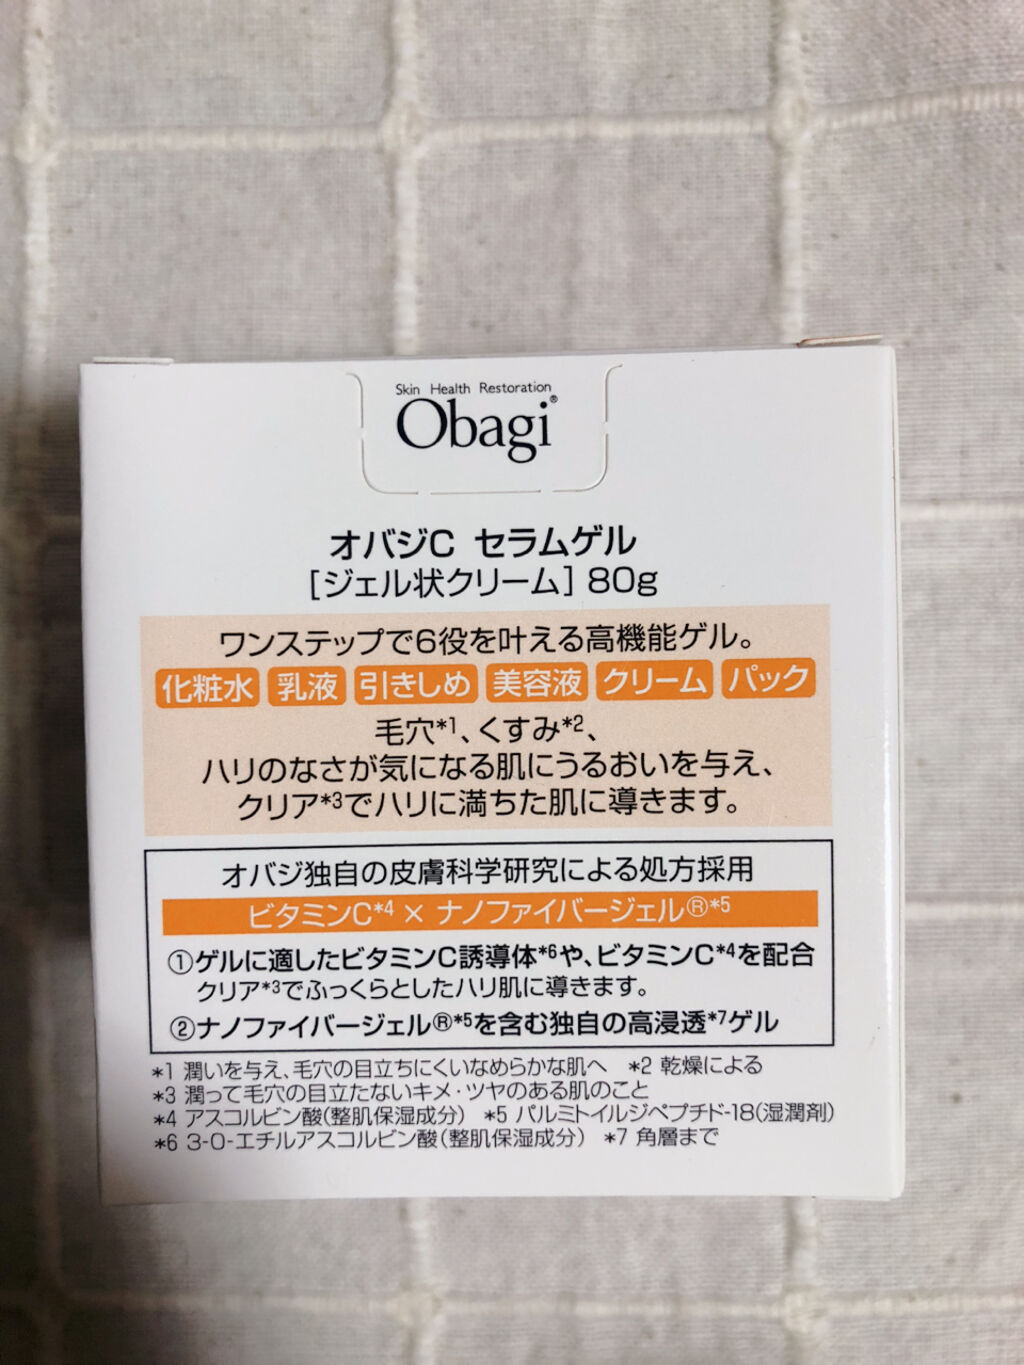 Skin Health Restoration
Obagi®
オバジC セラムゲル
[ジェル状クリーム] 80g
ワンステップで6役を叶える高機能ゲル。
化粧水 乳液 引きしめ 美容液 クリーム パック
毛穴*1、くすみ*2、
ハリのなさが気になる肌にうるおいを与え、
クリア*3でハリに満ちた肌に導きます。
オバジ独自の皮膚科学研究による処方採用
ビタミンC*4 × ナノファイバージェル®*5
①ゲルに適したビタミンC誘導体*6や、ビタミンC*4を配合
クリア*3でふっくらとしたハリ肌に導きます。
②ナノファイバージェル®*5を含む独自の高浸透*7ゲル
*1 潤いを与え、毛穴の目立ちにくいなめらかな肌へ *2 乾燥による
*3 潤って毛穴の目立たないキメ・ツヤのある肌のこと
*4 アスコルビン酸(整肌保湿成分) *5 パルミトイルジペプチド-18(湿潤剤)
*6 3-O-エチルアスコルビン酸(整肌保湿成分) *7 角層まで